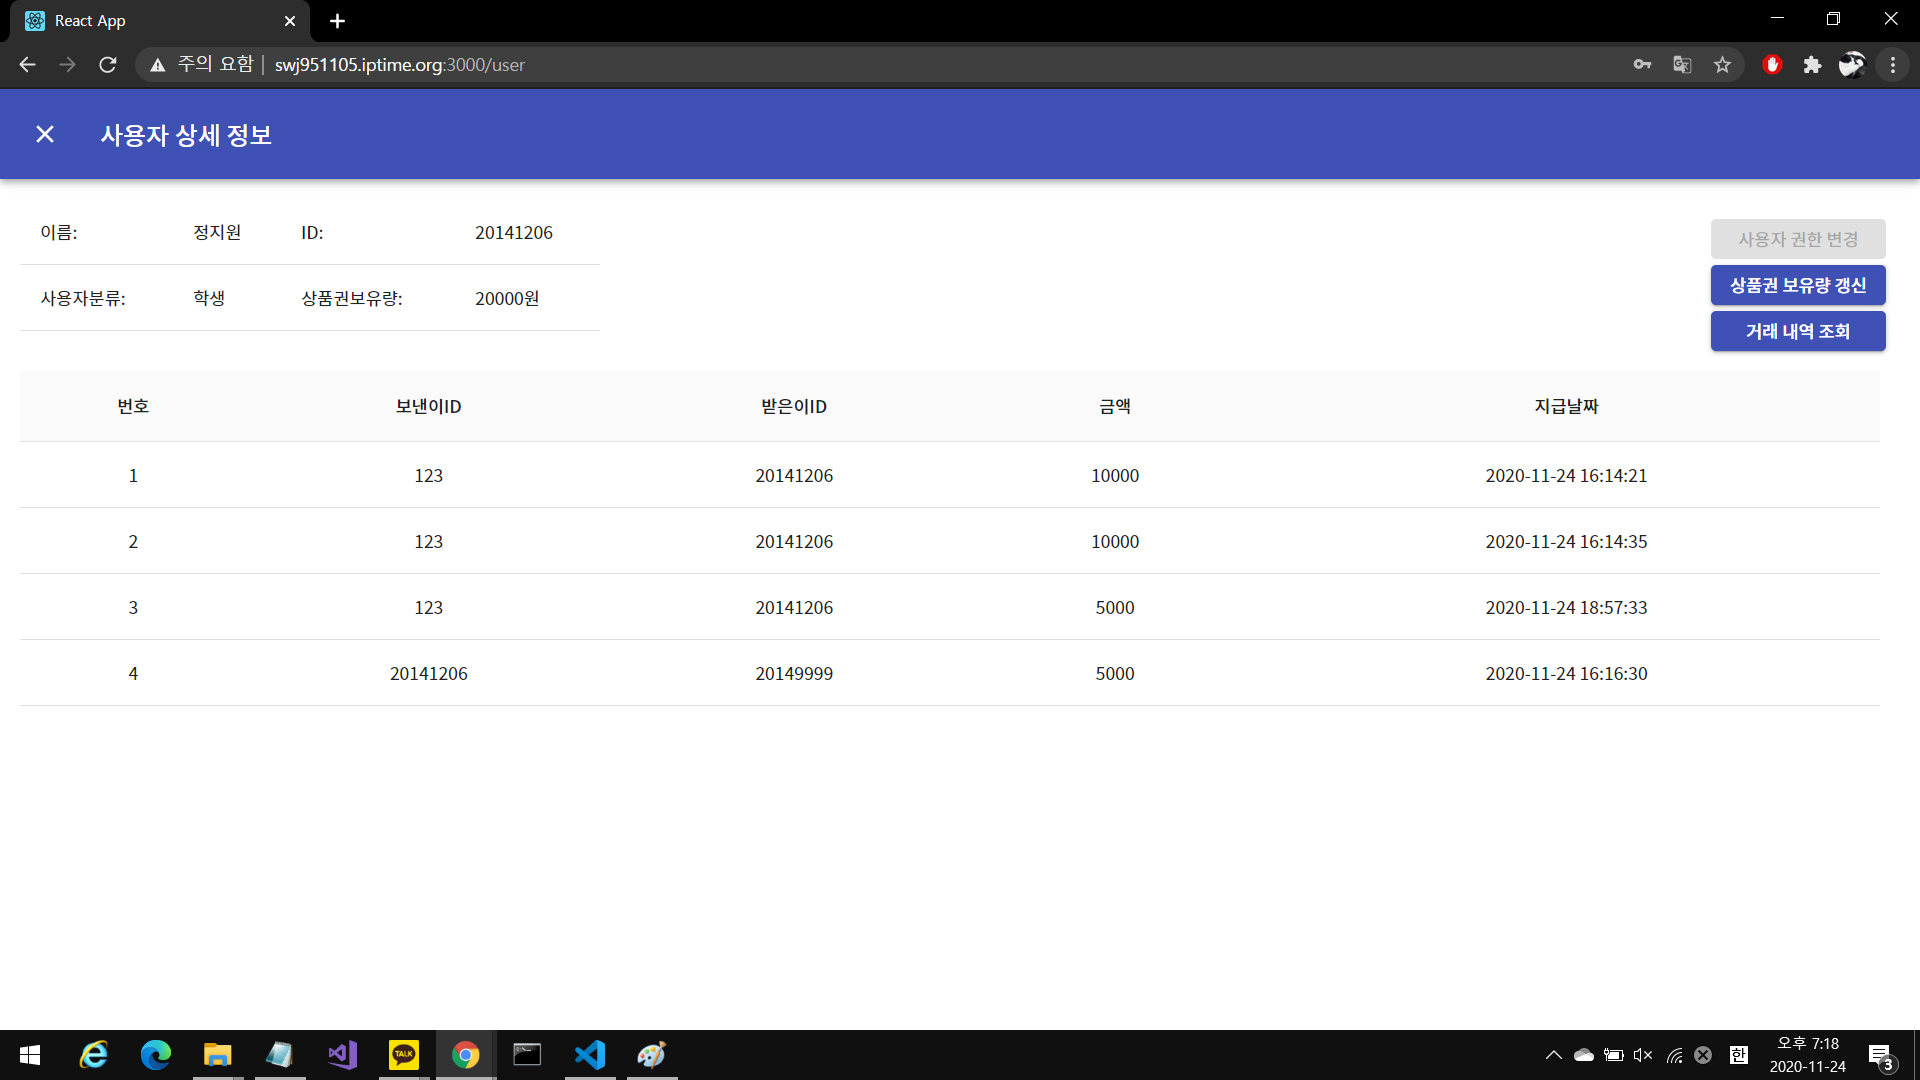 React App
주의 요함 | swj951105.iptime.org:3000/user
사용자 상세 정보
이름: 정지원 ID: 20141206
사용자 권한 변경
상품권 보유량 갱신
사용자분류: 학생 상품권보유량: 20000원
거래 내역 조회
번호 보낸이ID 받은이ID 금액 지급날짜
1 123 20141206 10000 2020-11-24 16:14:21
2 123 20141206 10000 2020-11-24 16:14:35
3 123 20141206 5000 2020-11-24 18:57:33
4 20141206 20149999 5000 2020-11-24 16:16:30
TALK
한
오후 7:18
2020-11-24
3